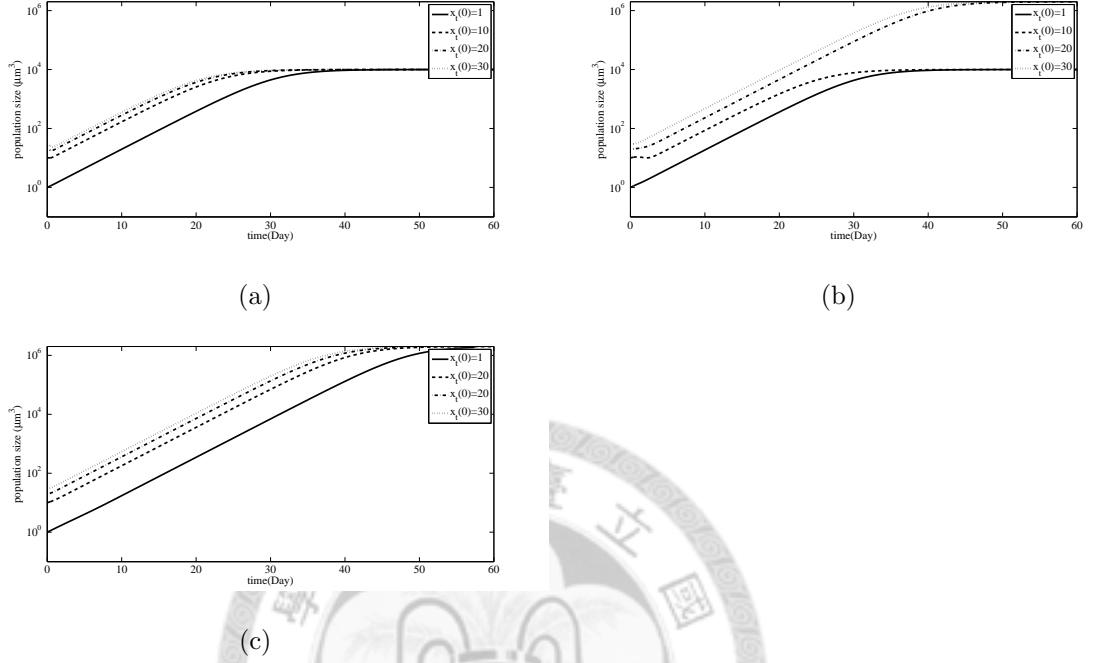 10^6
10^4
10^2
10^0
population size (μm^3)
0 10 20 30 40 50 60
time(Day)
x_t(0)=1
x_t(0)=10
x_t(0)=20
x_t(0)=30
(a)
10^6
10^4
10^2
10^0
population size (μm^3)
0 10 20 30 40 50 60
time(Day)
x_t(0)=1
x_t(0)=10
x_t(0)=20
x_t(0)=30
(b)
10^6
10^4
10^2
10^0
population size (μm^3)
0 10 20 30 40 50 60
time(Day)
x_t(0)=1
x_t(0)=20
x_t(0)=20
x_t(0)=30
(c)
臺
立
國
學